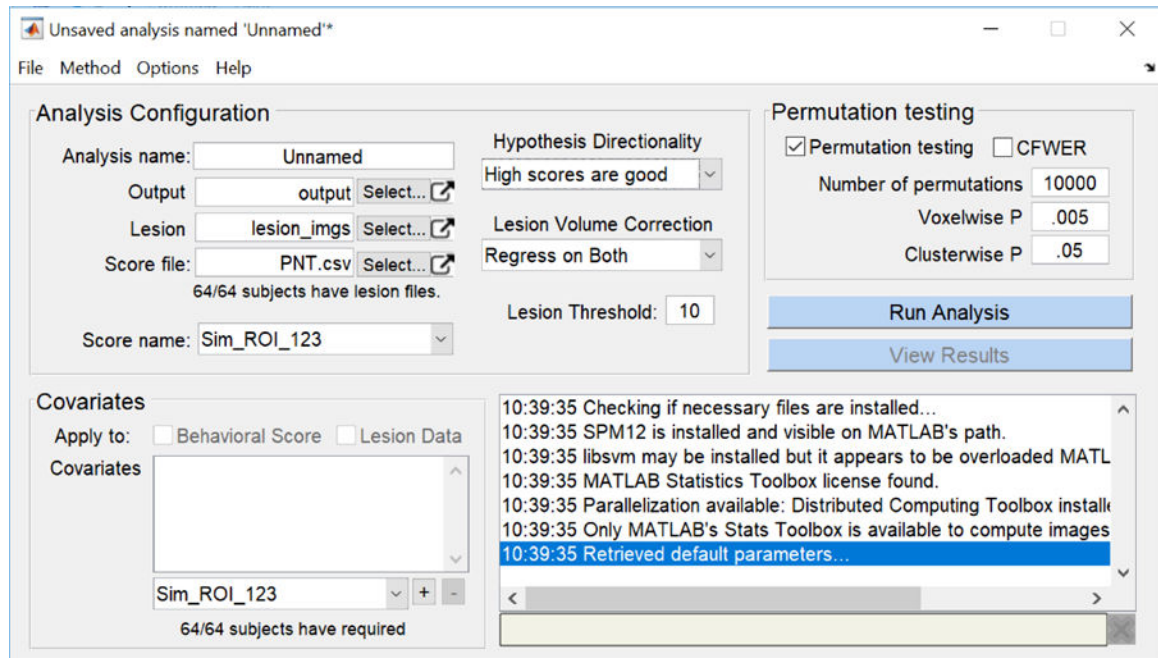 Unsaved analysis named 'Unnamed'*
File Method Options Help
Analysis Configuration
Analysis name: Unnamed
Output output Select...
Lesion lesion_imgs Select...
Score file: PNT.csv Select...
64/64 subjects have lesion files.
Score name: Sim_ROI_123
Hypothesis Directionality
High scores are good
Lesion Volume Correction
Regress on Both
Lesion Threshold: 10
Permutation testing
Permutation testing CFWER
Number of permutations 10000
Voxelwise P .005
Clusterwise P .05
Run Analysis
View Results
Covariates
Apply to: Behavioral Score Lesion Data
Covariates
Sim_ROI_123 + -
64/64 subjects have required
10:39:35 Checking if necessary files are installed...
10:39:35 SPM12 is installed and visible on MATLAB's path.
10:39:35 libsvm may be installed but it appears to be overloaded MATL
10:39:35 MATLAB Statistics Toolbox license found.
10:39:35 Parallelization available: Distributed Computing Toolbox installe
10:39:35 Only MATLAB's Stats Toolbox is available to compute images
10:39:35 Retrieved default parameters...